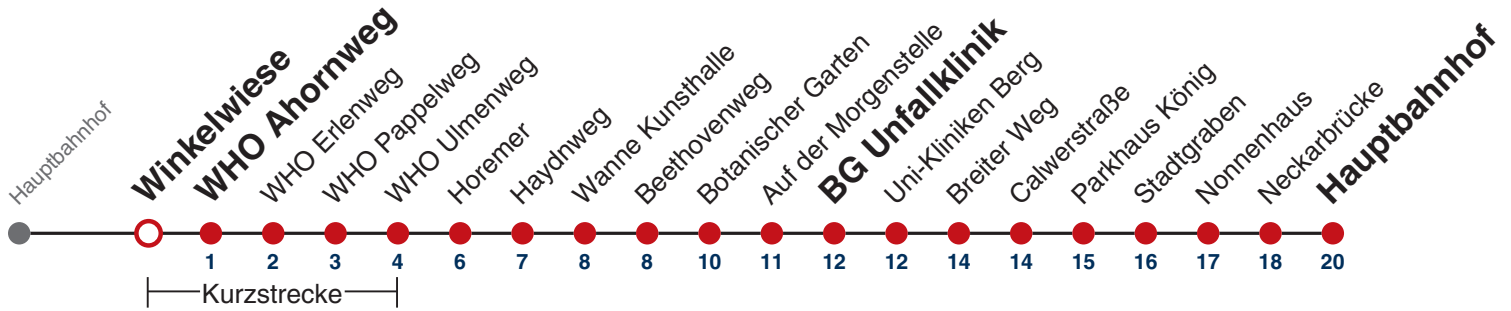 Hauptbahnhof
Winkelwiese
WHO Ahornweg
WHO Erlenweg
WHO Pappelweg
WHO Ulmenweg
Horemer
Haydnweg
Wanne Kunsthalle
Beethovenweg
Botanischer Garten
Auf der Morgenstelle
BG Unfallklinik
Uni-Kliniken Berg
Breiter Weg
Calwerstraße
Parkhaus König
Stadtgraben
Nonnenhaus
Neckarbrücke
Hauptbahnhof
1 2 3 4 6 7 8 8 10 11 12 12 14 14 15 16 17 18 20
Kurzstrecke